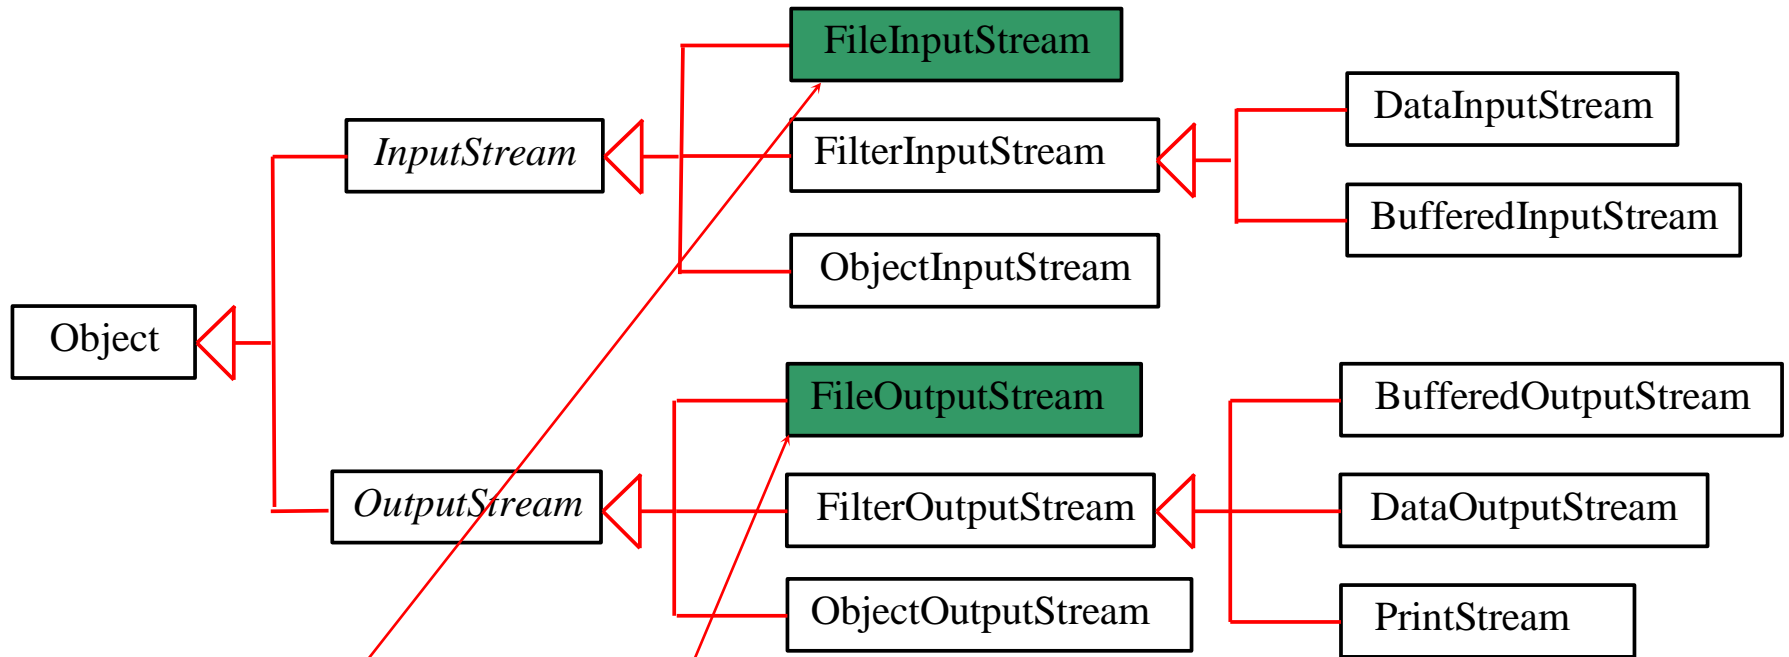 FileInputStream
DataInputStream
InputStream
FilterInputStream
BufferedInputStream
ObjectInputStream
Object
FileOutputStream
BufferedOutputStream
OutputStream
FilterOutputStream
DataOutputStream
ObjectOutputStream
PrintStream